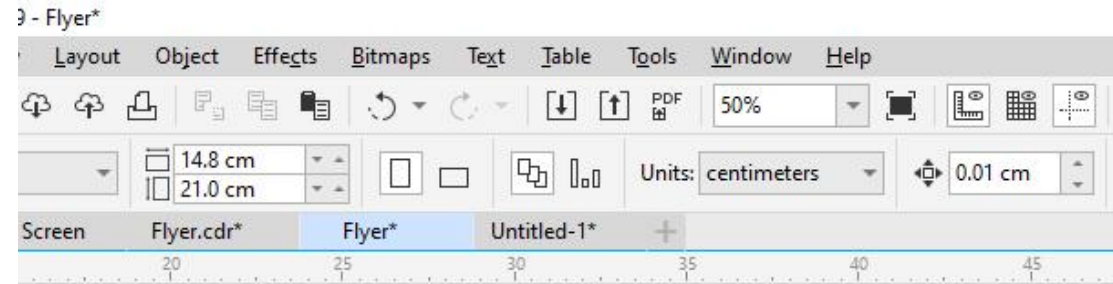 9 - Flyer*
Layout Object Effects Bitmaps Text Table Tools Window Help
PDF 50%
14.8 cm
21.0 cm
Units: centimeters 0.01 cm
Screen Flyer.cdr* Flyer* Untitled-1* +
20 25 30 35 40 45